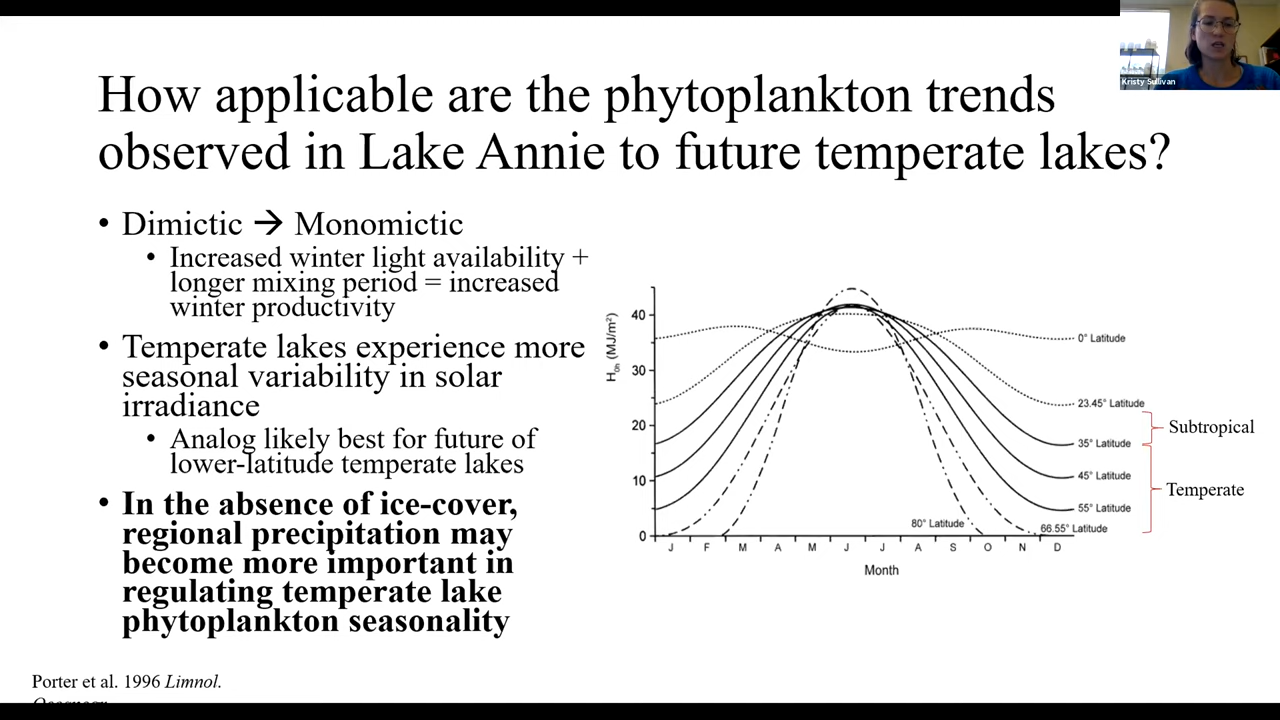 Kristy Sullivan
How applicable are the phytoplankton trends
observed in Lake Annie to future temperate lakes?
• Dimictic → Monomictic
• Increased winter light availability +
longer mixing period = increased
winter productivity
• Temperate lakes experience more
seasonal variability in solar
irradiance
• Analog likely best for future of
lower-latitude temperate lakes
• In the absence of ice-cover,
regional precipitation may
become more important in
regulating temperate lake
phytoplankton seasonality
H0h (MJ/m²)
40
30
20
10
0
0° Latitude
23.45° Latitude
35° Latitude
45° Latitude
55° Latitude
66.55° Latitude
80° Latitude
J F M A M J J A S O N D
Month
Subtropical
Temperate
Porter et al. 1996 Limnol.